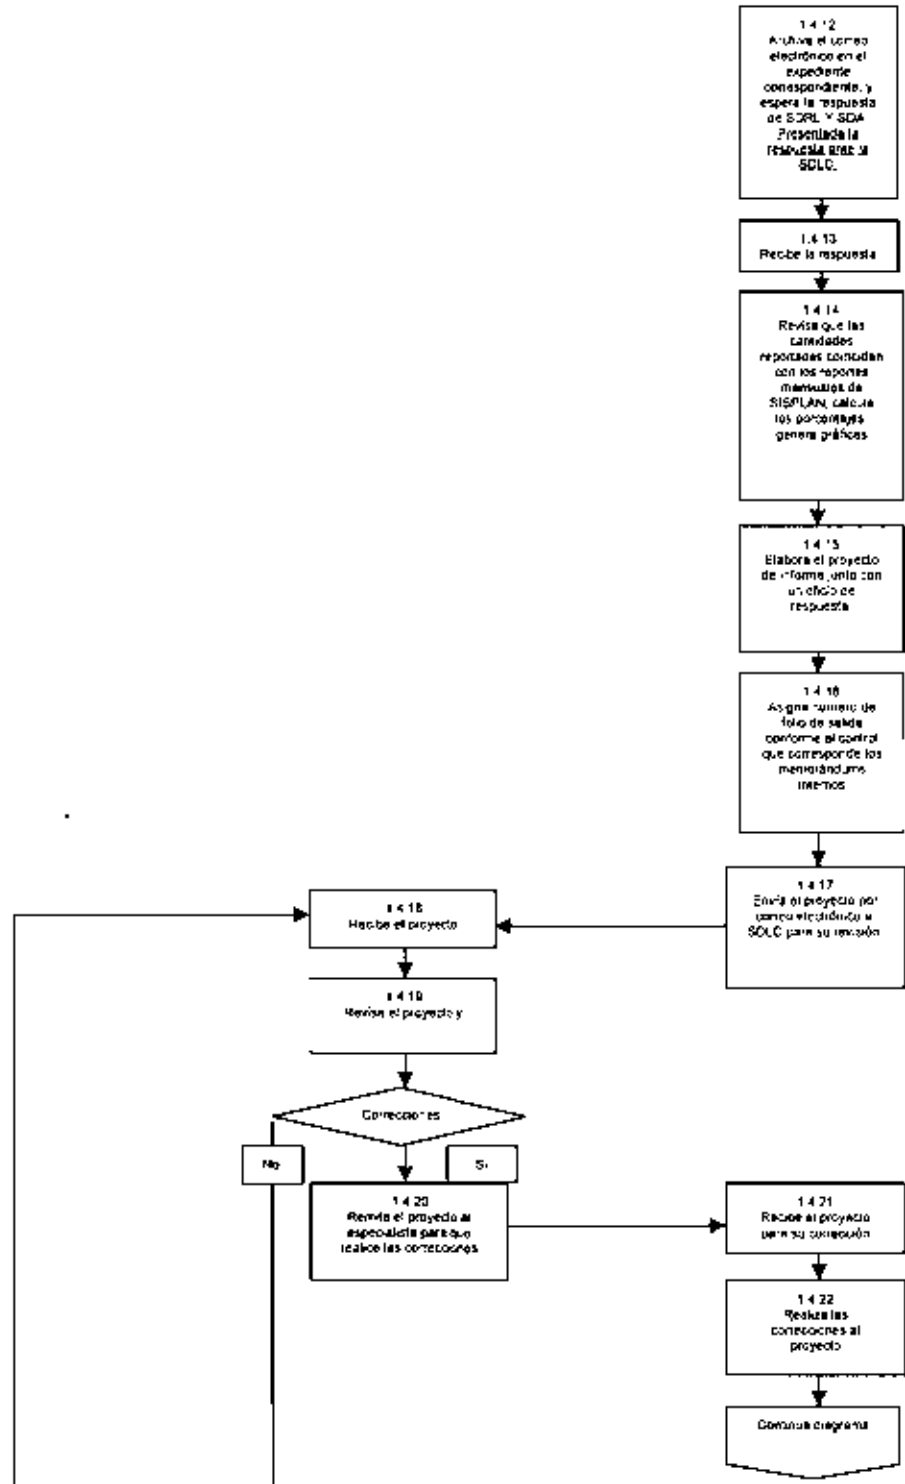 1.4.12
Archiva el correo
electrónico en el
expediente
correspondiente, y
espera la respuesta
de SDRL Y SDA
Presentada la
respuesta ante la
SDLC.
1.4.13
Recibe la respuesta
1.4.14
Revisa que las
cantidades
reportadas coincidan
con los reportes
mensuales de
SISPLAN, calcula
los porcentajes
genera gráficas
1.4.15
Elabora el proyecto
de informe junto con
un oficio de
respuesta
1.4.16
Asigna número de
folio de salida
conforme al control
que corresponde los
memorándums
internos
1.4.17
Envía el proyecto por
correo electrónico a
SDLC para su revisión
1.4.18
Recibe el proyecto
1.4.19
Revisa el proyecto y
Correcciones
No
Si
1.4.20
Remite el proyecto al
especialista para que
realice las correcciones
1.4.21
Recibe el proyecto
para su corrección
1.4.22
Realiza las
correcciones al
proyecto
Continúa diagrama